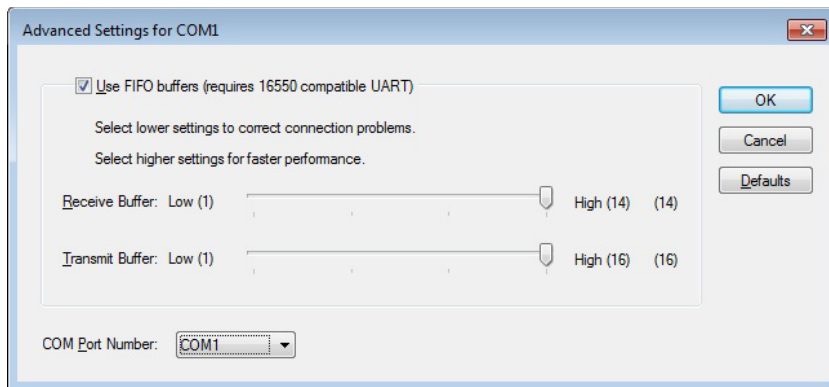 Advanced Settings for COM1
Use FIFO buffers (requires 16550 compatible UART)
OK
Select lower settings to correct connection problems.
Cancel
Select higher settings for faster performance.
Defaults
Receive Buffer: Low (1) High (14) (14)
Transmit Buffer: Low (1) High (16) (16)
COM Port Number: COM1